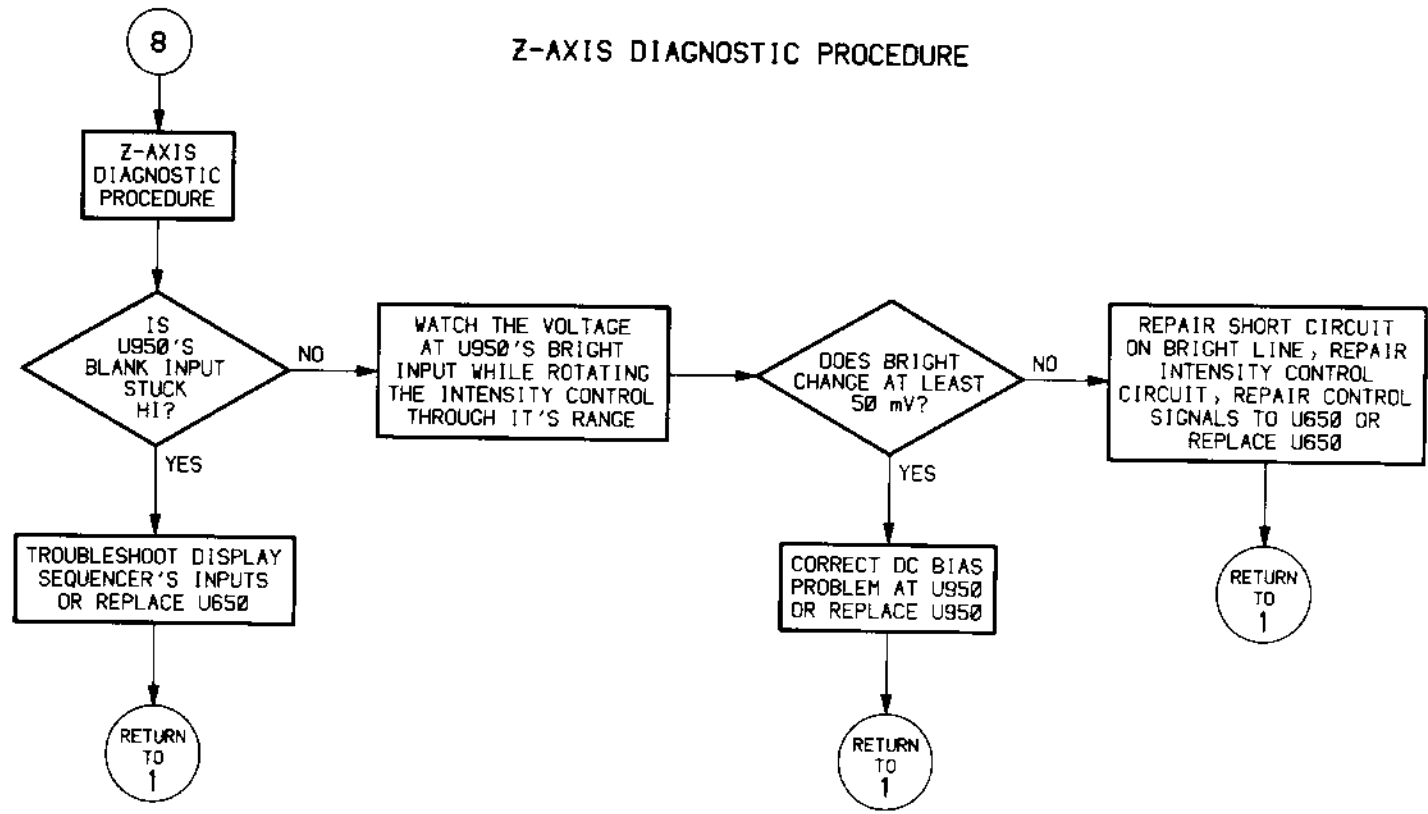 8
Z-AXIS DIAGNOSTIC PROCEDURE
Z-AXIS
DIAGNOSTIC
PROCEDURE
IS
U950'S
BLANK INPUT
STUCK
HI?
NO
YES
WATCH THE VOLTAGE
AT U950'S BRIGHT
INPUT WHILE ROTATING
THE INTENSITY CONTROL
THROUGH IT'S RANGE
DOES BRIGHT
CHANGE AT LEAST
50 mV?
NO
YES
REPAIR SHORT CIRCUIT
ON BRIGHT LINE, REPAIR
INTENSITY CONTROL
CIRCUIT, REPAIR CONTROL
SIGNALS TO U650 OR
REPLACE U650
TROUBLESHOOT DISPLAY
SEQUENCER'S INPUTS
OR REPLACE U650
CORRECT DC BIAS
PROBLEM AT U950
OR REPLACE U950
RETURN
TO
1
RETURN
TO
1
RETURN
TO
1